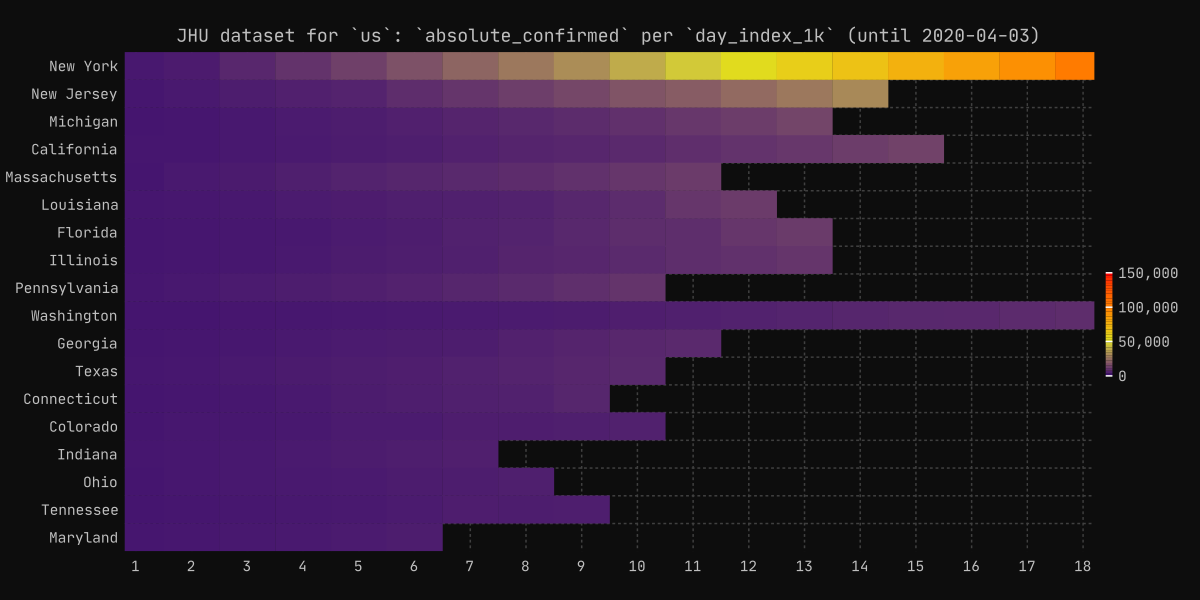 JHU dataset for `us`: `absolute_confirmed` per `day_index_1k` (until 2020-04-03)
New York
New Jersey
Michigan
California
Massachusetts
Louisiana
Florida
Illinois
Pennsylvania
Washington
Georgia
Texas
Connecticut
Colorado
Indiana
Ohio
Tennessee
Maryland
150,000
100,000
50,000
0
1 2 3 4 5 6 7 8 9 10 11 12 13 14 15 16 17 18